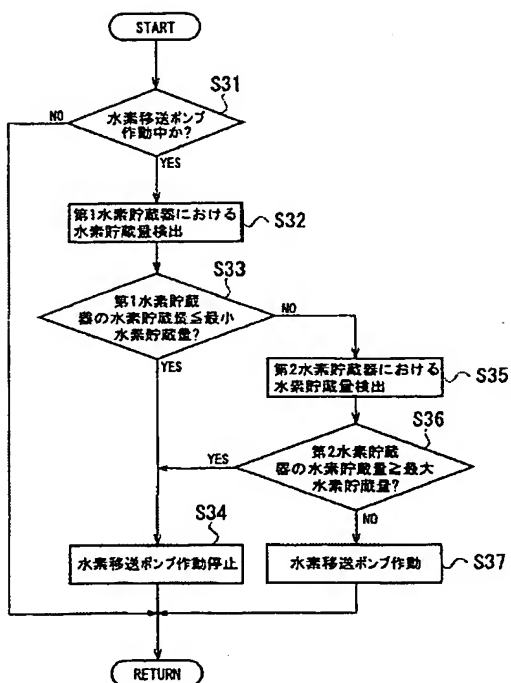 START
S31
水素移送ポンプ
作動中か?
NO
YES
第1水素貯蔵器における
水素貯蔵量検出
S32
S33
第1水素貯蔵
器の水素貯蔵量≦最小
水素貯蔵量?
NO
YES
第2水素貯蔵器における
水素貯蔵量検出
S35
S36
第2水素貯蔵
器の水素貯蔵量≧最大
水素貯蔵量?
YES
NO
S34
水素移送ポンプ作動停止
水素移送ポンプ作動
S37
RETURN